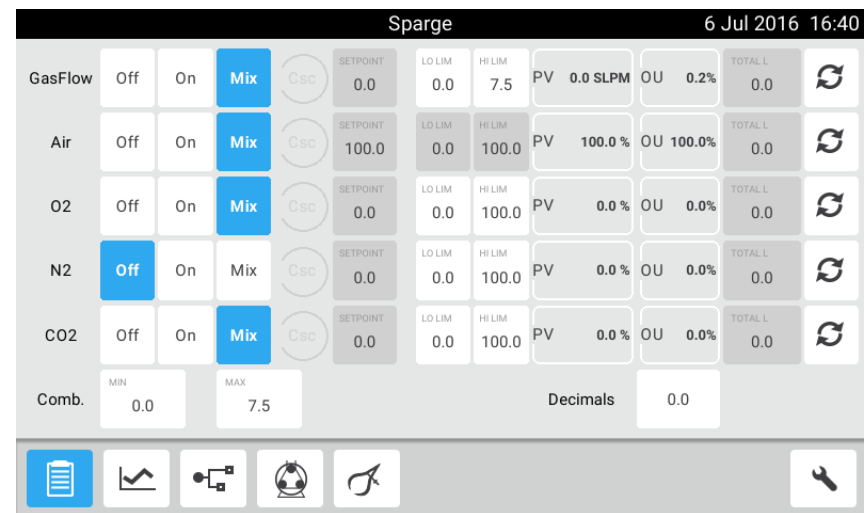 Sparge 6 Jul 2016 16:40
GasFlow Off On Mix Csc SETPOINT 0.0 LO LIM 0.0 HI LIM 7.5 PV 0.0 SLPM OU 0.2% TOTAL L 0.0
Air Off On Mix Csc SETPOINT 100.0 LO LIM 0.0 HI LIM 100.0 PV 100.0 % OU 100.0% TOTAL L 0.0
O2 Off On Mix Csc SETPOINT 0.0 LO LIM 0.0 HI LIM 100.0 PV 0.0 % OU 0.0% TOTAL L 0.0
N2 Off On Mix Csc SETPOINT 0.0 LO LIM 0.0 HI LIM 100.0 PV 0.0 % OU 0.0% TOTAL L 0.0
CO2 Off On Mix Csc SETPOINT 0.0 LO LIM 0.0 HI LIM 100.0 PV 0.0 % OU 0.0% TOTAL L 0.0
Comb. MIN 0.0 MAX 7.5 Decimals 0.0